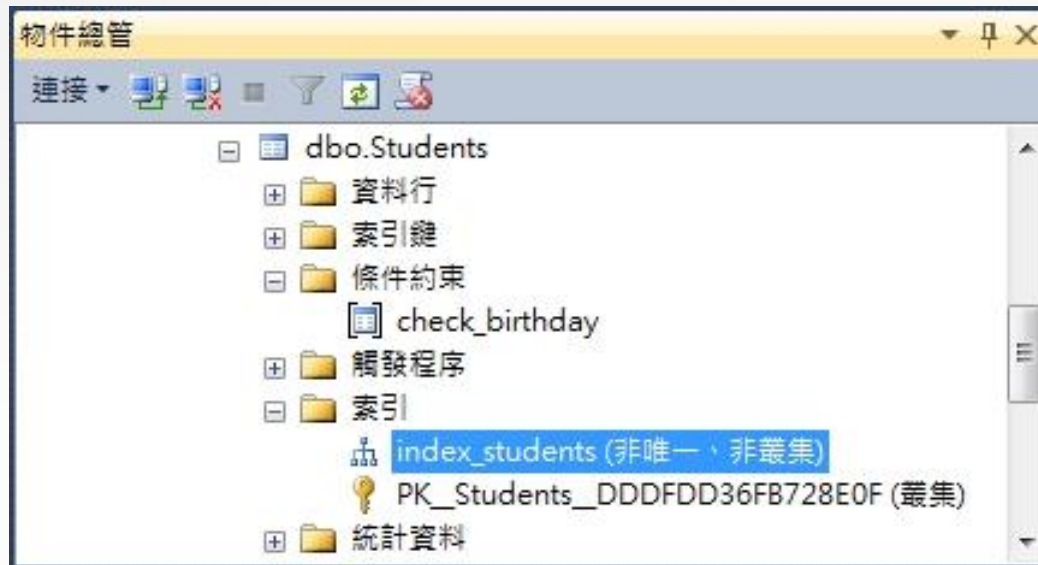 物件總管
連接
dbo.Students
資料行
索引鍵
條件約束
check_birthday
觸發程序
索引
index_students (非唯一、非叢集)
PK__Students__DDDFDD36FB728E0F (叢集)
統計資料